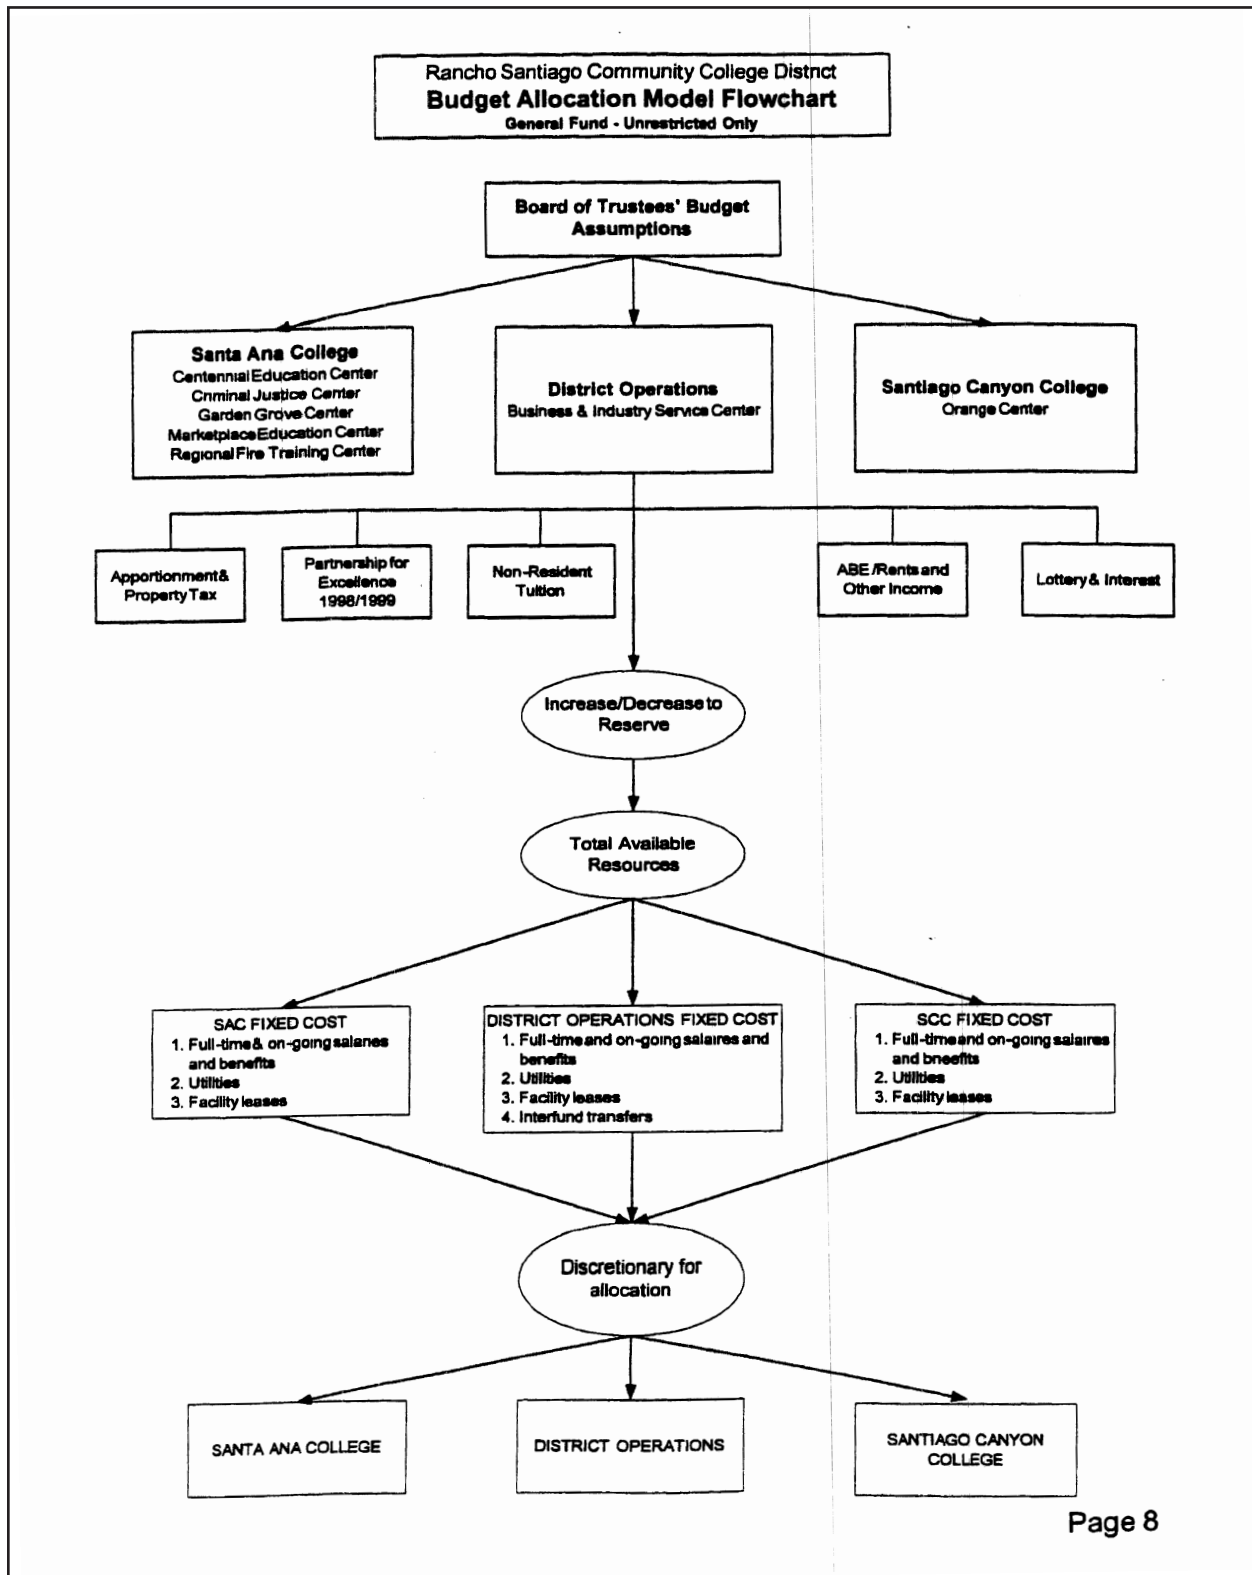 Rancho Santiago Community College District
Budget Allocation Model Flowchart
General Fund - Unrestricted Only
Board of Trustees' Budget
Assumptions
Santa Ana College
Centennial Education Center
Criminal Justice Center
Garden Grove Center
Marketplace Education Center
Regional Fire Training Center
District Operations
Business & Industry Service Center
Santiago Canyon College
Orange Center
Apportionment &
Property Tax
Partnership for
Excellence
1998/1999
Non-Resident
Tuition
ABE /Rents and
Other Income
Lottery & Interest
Increase/Decrease to
Reserve
Total Available
Resources
SAC FIXED COST
1. Full-time & on-going salaries
and benefits
2. Utilities
3. Facility leases
DISTRICT OPERATIONS FIXED COST
1. Full-time and on-going salaires and
benefits
2. Utilities
3. Facility leases
4. Interfund transfers
SCC FIXED COST
1. Full-time and on-going salaires
and bneefits
2. Utilities
3. Facility leases
Discretionary for
allocation
SANTA ANA COLLEGE
DISTRICT OPERATIONS
SANTIAGO CANYON
COLLEGE
Page 8